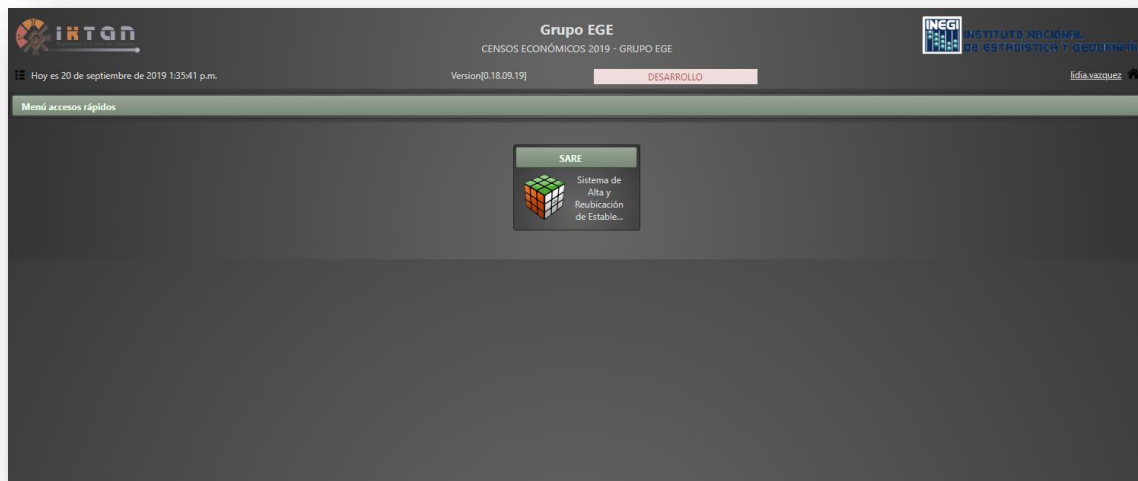 iKTan
Grupo EGE
CENSOS ECONÓMICOS 2019 - GRUPO EGE
INEGI
INSTITUTO NACIONAL
DE ESTADÍSTICA Y GEOGRAFÍA
Hoy es 20 de septiembre de 2019 1:35:41 p.m.
Version[0.18.09.19]
DESARROLLO
lidia.vazquez
Menú accesos rápidos
SARE
Sistema de
Alta y
Reubicación
de Estable...